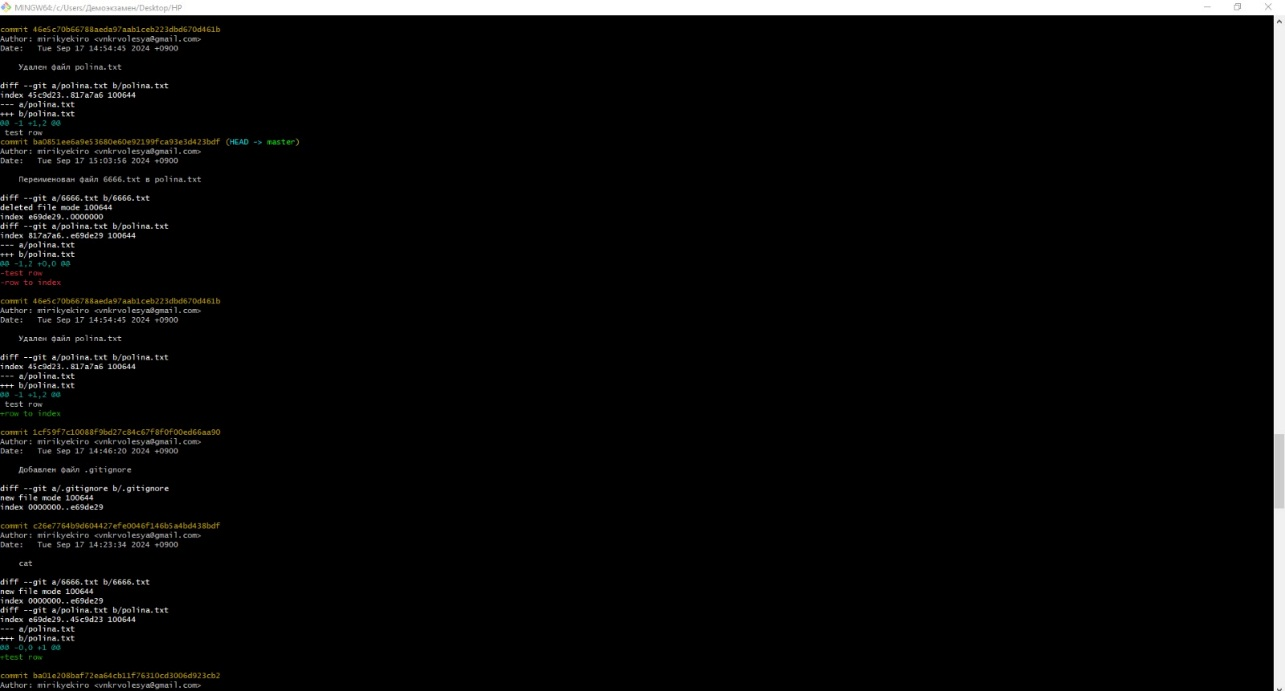 MINGW64:/c/Users/Демоэкзамен/Desktop/HP
commit 46e5c70b66788aeda97aab1ceb223dbd670d461b
Author: mirikyekiro <vnkrvolesya@gmail.com>
Date:   Tue Sep 17 14:54:45 2024 +0900
Удален файл polina.txt
diff --git a/polina.txt b/polina.txt
index 45c9d23..817a7a6 100644
--- a/polina.txt
+++ b/polina.txt
@@ -1 +1,2 @@
test row
commit ba0851ee6a9e53680e60e92199fca93e3d423bdf (HEAD -> master)
Author: mirikyekiro <vnkrvolesya@gmail.com>
Date:   Tue Sep 17 15:03:56 2024 +0900
Переименован файл 6666.txt в polina.txt
diff --git a/6666.txt b/6666.txt
deleted file mode 100644
index e69de29..0000000
diff --git a/polina.txt b/polina.txt
index 817a7a6..e69de29 100644
--- a/polina.txt
+++ b/polina.txt
@@ -1,2 +0,0 @@
-test row
-row to index
commit 46e5c70b66788aeda97aab1ceb223dbd670d461b
Author: mirikyekiro <vnkrvolesya@gmail.com>
Date:   Tue Sep 17 14:54:45 2024 +0900
Удален файл polina.txt
diff --git a/polina.txt b/polina.txt
index 45c9d23..817a7a6 100644
--- a/polina.txt
+++ b/polina.txt
@@ -1 +1,2 @@
test row
+row to index
commit 1cf59f7c10088f9bd27c84c67f8f0f00ed66aa90
Author: mirikyekiro <vnkrvolesya@gmail.com>
Date:   Tue Sep 17 14:46:20 2024 +0900
Добавлен файл .gitignore
diff --git a/.gitignore b/.gitignore
new file mode 100644
index 0000000..e69de29
commit c26e7764b9d604427efe0046f146b5a4bd438bdf
Author: mirikyekiro <vnkrvolesya@gmail.com>
Date:   Tue Sep 17 14:23:34 2024 +0900
cat
diff --git a/6666.txt b/6666.txt
new file mode 100644
index 0000000..e69de29
diff --git a/polina.txt b/polina.txt
index e69de29..45c9d23 100644
--- a/polina.txt
+++ b/polina.txt
@@ -0,0 +1 @@
+test row
commit ba01e208baf72ea64cb11f76310cd3006d923cb2
Author: mirikyekiro <vnkrvolesya@gmail.com>